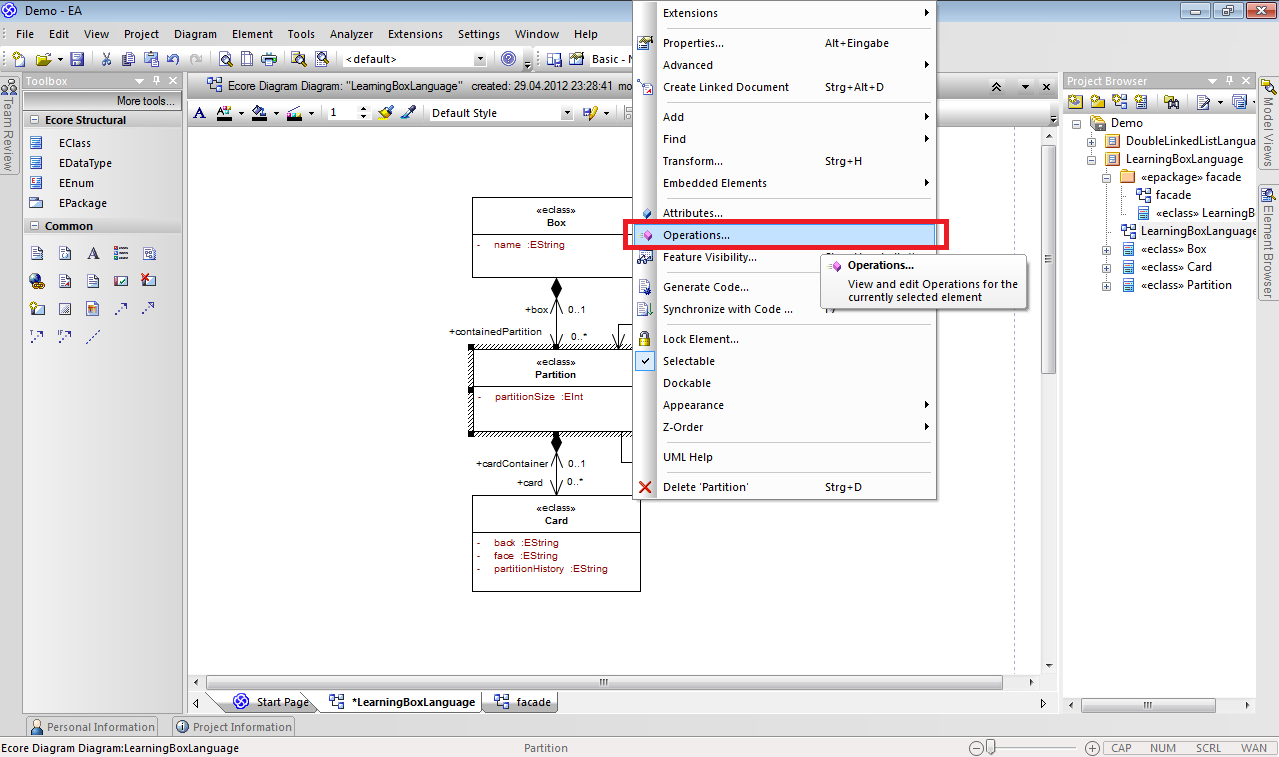 Demo - EA
File Edit View Project Diagram Element Tools Analyzer Extensions Settings Window Help
<default>
Basic - N
Team Review
Toolbox
More tools...
Ecore Structural
EClass
EDataType
EEnum
EPackage
Common
Ecore Diagram Diagram: "LearningBoxLanguage" created: 29.04.2012 23:28:41 mo
A 1 Default Style
«eclass»
Box
- name :EString
+box 0..1
+containedPartition
0..*
«eclass»
Partition
- partitionSize :EInt
+cardContainer 0..1
+card 0..*
«eclass»
Card
- back :EString
- face :EString
- partitionHistory :EString
Extensions
Properties... Alt+Eingabe
Advanced
Create Linked Document Strg+Alt+D
Add
Find
Transform... Strg+H
Embedded Elements
Attributes...
Operations...
Feature Visibility...
Operations...
View and edit Operations for the
currently selected element
Generate Code...
Synchronize with Code ...
Lock Element...
Selectable
Dockable
Appearance
Z-Order
UML Help
Delete 'Partition' Strg+D
Project Browser
Demo
DoubleLinkedListLangua
LearningBoxLanguage
«epackage» facade
facade
«eclass» LearningB
LearningBoxLanguage
«eclass» Box
«eclass» Card
«eclass» Partition
Model Views
Element Browser
Start Page *LearningBoxLanguage facade
Personal Information Project Information
Ecore Diagram Diagram:LearningBoxLanguage Partition CAP NUM SCRL WAN